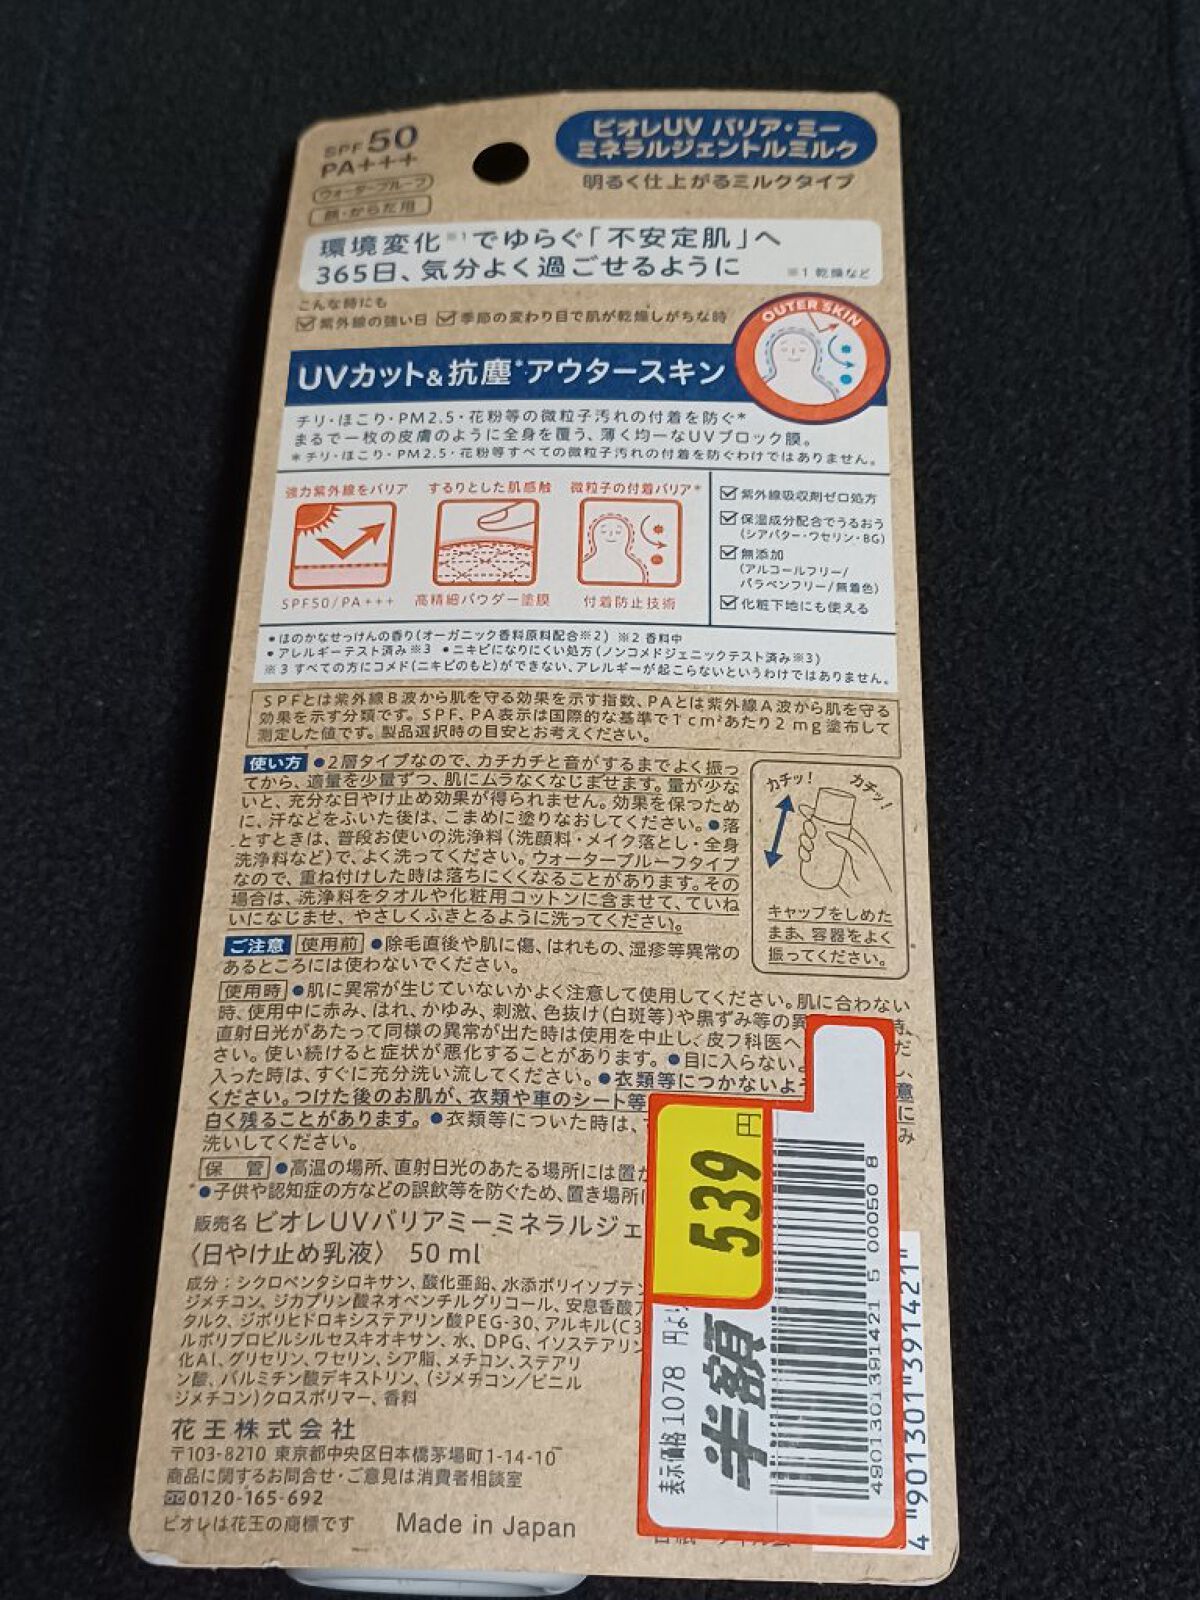 SPF50
PA+++
ウォータープルーフ
顔・からだ用
ビオレUV バリア・ミー
ミネラルジェントルミルク
明るく仕上がるミルクタイプ
環境変化※1でゆらぐ「不安定肌」へ
365日、気分よく過ごせるように
※1 乾燥など
こんな時にも
紫外線の強い日 季節の変わり目で肌が乾燥しがちな時
OUTER SKIN
UVカット&抗塵*アウタースキン
チリ・ほこり・PM2.5・花粉等の微粒子汚れの付着を防ぐ*
まるで一枚の皮膚のように全身を覆う、薄く均一なUVブロック膜。
*チリ・ほこり・PM2.5・花粉等すべての微粒子汚れの付着を防ぐわけではありません。
強力紫外線をバリア
SPF50/PA+++
するりとした肌感触
高精細パウダー塗膜
微粒子の付着バリア*
付着防止技術
紫外線吸収剤ゼロ処方
保湿成分配合でうるおう
(シアバター・ワセリン・BG)
無添加
(アルコールフリー/
パラベンフリー/無着色)
化粧下地にも使える
●ほのかなせっけんの香り(オーガニック香料原料配合※2) ※2 香料中
●アレルギーテスト済み※3 ●ニキビになりにくい処方(ノンコメドジェニックテスト済み※3)
※3 すべての方にコメド(ニキビのもと)ができない、アレルギーが起こらないというわけではありません。
SPFとは紫外線B波から肌を守る効果を示す指数、PAとは紫外線A波から肌を守る
効果を示す分類です。SPF、PA表示は国際的な基準で1cm²あたり2mg塗布して
測定した値です。製品選択時の目安とお考えください。
使い方 ●2層タイプなので、カチカチと音がするまでよく振っ
てから、適量を少量ずつ、肌にムラなくなじませます。量が少な
いと、充分な日やけ止め効果が得られません。効果を保つため
に、汗などをふいた後は、こまめに塗りなおしてください。●落
とすときは、普段お使いの洗浄料(洗顔料・メイク落とし・全身
洗浄料など)で、よく洗ってください。ウォータープルーフタイプ
なので、重ね付けした時は落ちにくくなることがあります。その
場合は、洗浄料をタオルや化粧用コットンに含ませて、ていね
いになじませ、やさしくふきとるように洗ってください。
カチッ! カチッ!
キャップをしめた
まま、容器をよく
振ってください。
ご注意 使用前 ●除毛直後や肌に傷、はれもの、湿疹等異常の
あるところには使わないでください。
使用時 ●肌に異常が生じていないかよく注意して使用してください。肌に合わない
時、使用中に赤み、はれ、かゆみ、刺激、色抜け(白斑等)や黒ずみ等の異 時、
直射日光があたって同様の異常が出た時は使用を中止し、皮フ科医へ だ
さい。使い続けると症状が悪化することがあります。●目に入らない し、
入った時は、すぐに充分洗い流してください。●衣類等につかないよ 意
ください。つけた後のお肌が、衣類や車のシート等 に
白く残ることがあります。●衣類等についた時は、 み
洗いしてください。
保 管 ●高温の場所、直射日光のあたる場所には置か
●子供や認知症の方などの誤飲等を防ぐため、置き場所に
販売名 ビオレUVバリアミーミネラルジェ
〈日やけ止め乳液〉 50ml
成分:シクロペンタシロキサン、酸化亜鉛、水添ポリイソブテン
ジメチコン、ジカプリン酸ネオペンチルグリコール、安息香酸ア
タルク、ジポリヒドロキシステアリン酸PEG-30、アルキル(C3
ルポリプロピルシルセスキオキサン、水、DPG、イソステアリン
化Al、グリセリン、ワセリン、シア脂、メチコン、ステアリ
ン酸、パルミチン酸デキストリン、(ジメチコン/ビニル
ジメチコン)クロスポリマー、香料
花王株式会社
〒103-8210 東京都中央区日本橋茅場町1-14-10
商品に関するお問合せ・ご意見は消費者相談室
0120-165-692
ビオレは花王の商標です
Made in Japan
539円
表示価格1078 円より
半額
4901301391421 5 00050 8
4"901301"391421"